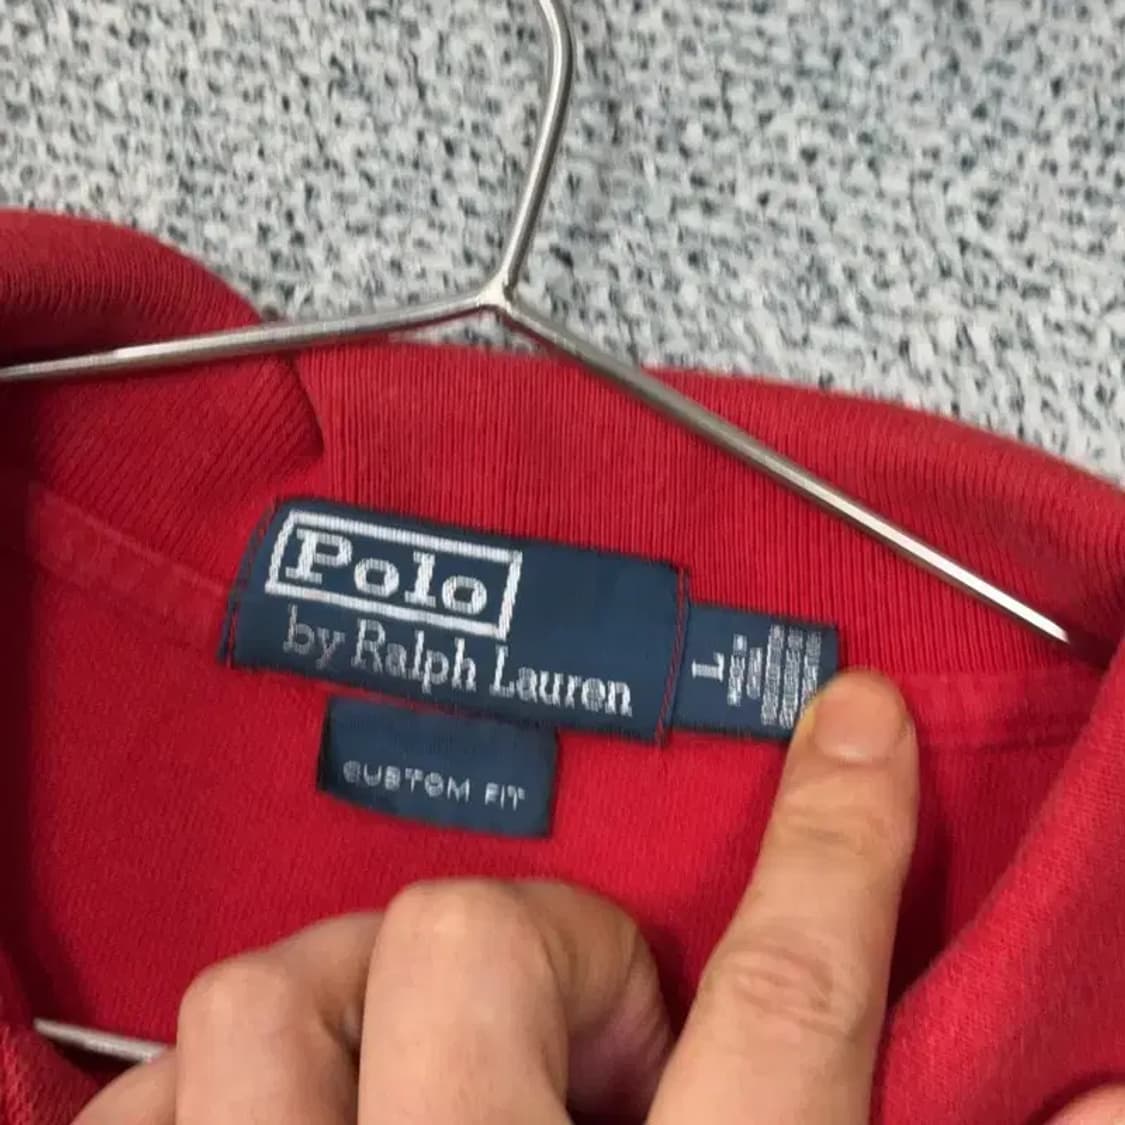 Polo
by Ralph Lauren
L
CUSTOM FIT